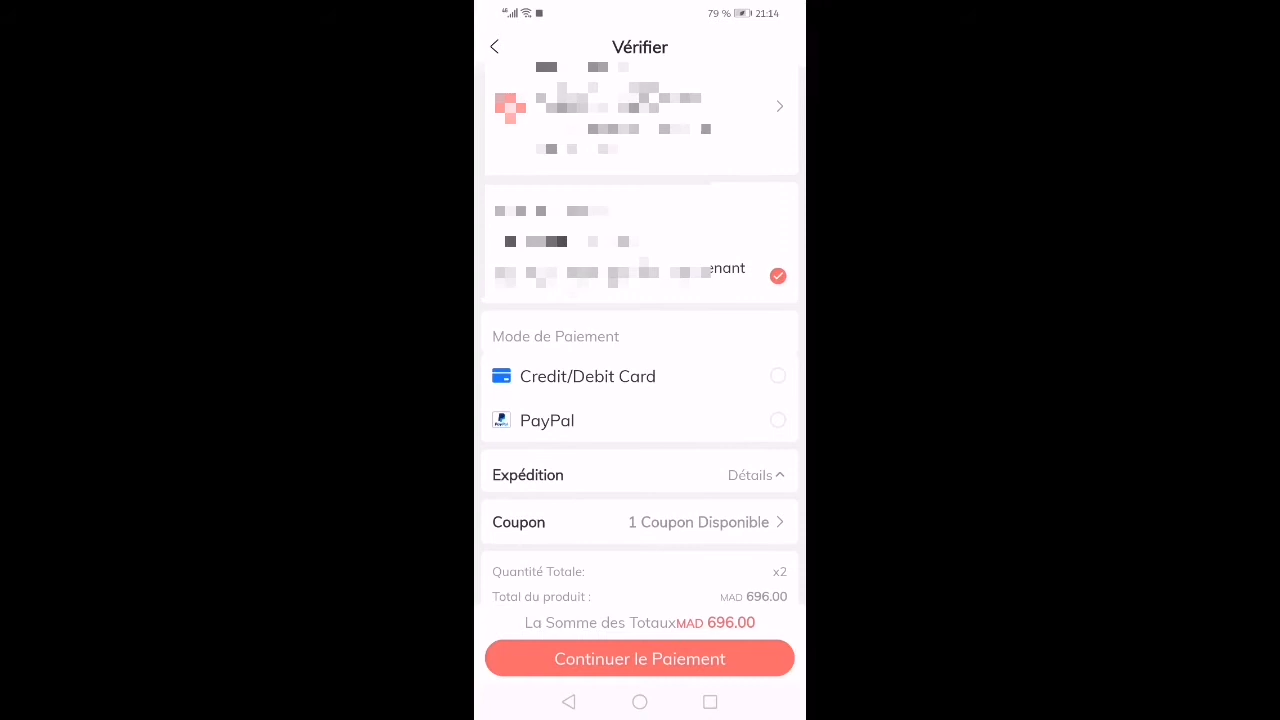 79 % 21:14
Vérifier
enant
Mode de Paiement
Credit/Debit Card
PayPal
Expédition Détails
Coupon 1 Coupon Disponible
Quantité Totale: x2
Total du produit : MAD 696.00
La Somme des TotauxMAD 696.00
Continuer le Paiement